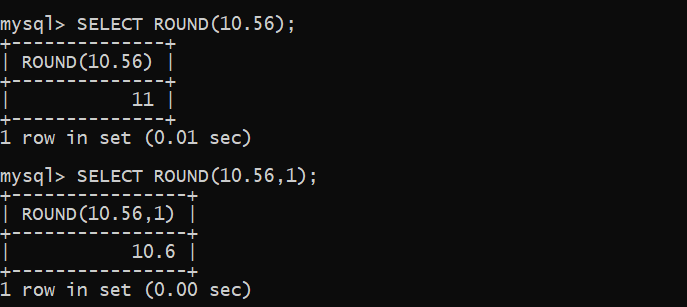 mysql> SELECT ROUND(10.56);
+--------------+
| ROUND(10.56) |
+--------------+
|           11 |
+--------------+
1 row in set (0.01 sec)
mysql> SELECT ROUND(10.56,1);
+----------------+
| ROUND(10.56,1) |
+----------------+
|           10.6 |
+----------------+
1 row in set (0.00 sec)